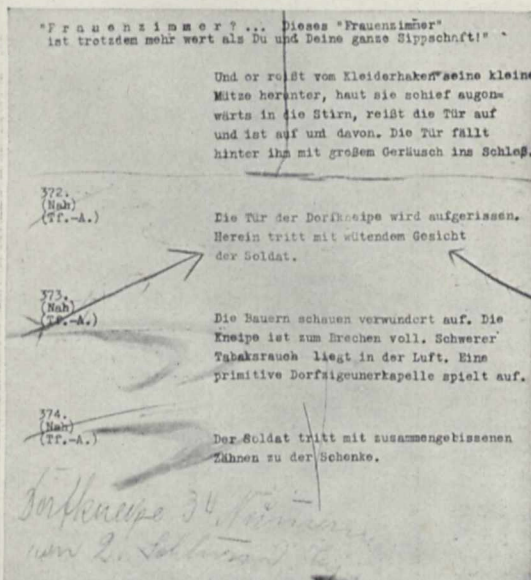 "F r a u e n z i m m e r ? ... Dieses "Frauenzimmer"
ist trotzdem mehr wert als Du und Deine ganze Sippschaft!"
Und or reißt vom Kleiderhaken seine kleine
Mütze herunter, haut sie schief augon=
wärts in die Stirn, reißt die Tür auf
und ist auf und davon. Die Tür fällt
hinter ihm mit großem Geräusch ins Schloß.
372.
(Nah)
(Tf.-A.)
Die Tür der Dorfkneipe wird aufgerissen.
Herein tritt mit wütendem Gesicht
der Soldat.
373.
(Nah)
(Tf.-A.)
Die Bauern schauen verwundert auf. Die
Kneipe ist zum Brechen voll. Schwerer
Tabaksrauch liegt in der Luft. Eine
primitive Dorfzigeunerkapelle spielt auf.
374.
(Nah)
(Tf.-A.)
Der Soldat tritt mit zusammengebissenen
Zähnen zu der Schenke.
Dorfkneipe 34
2.